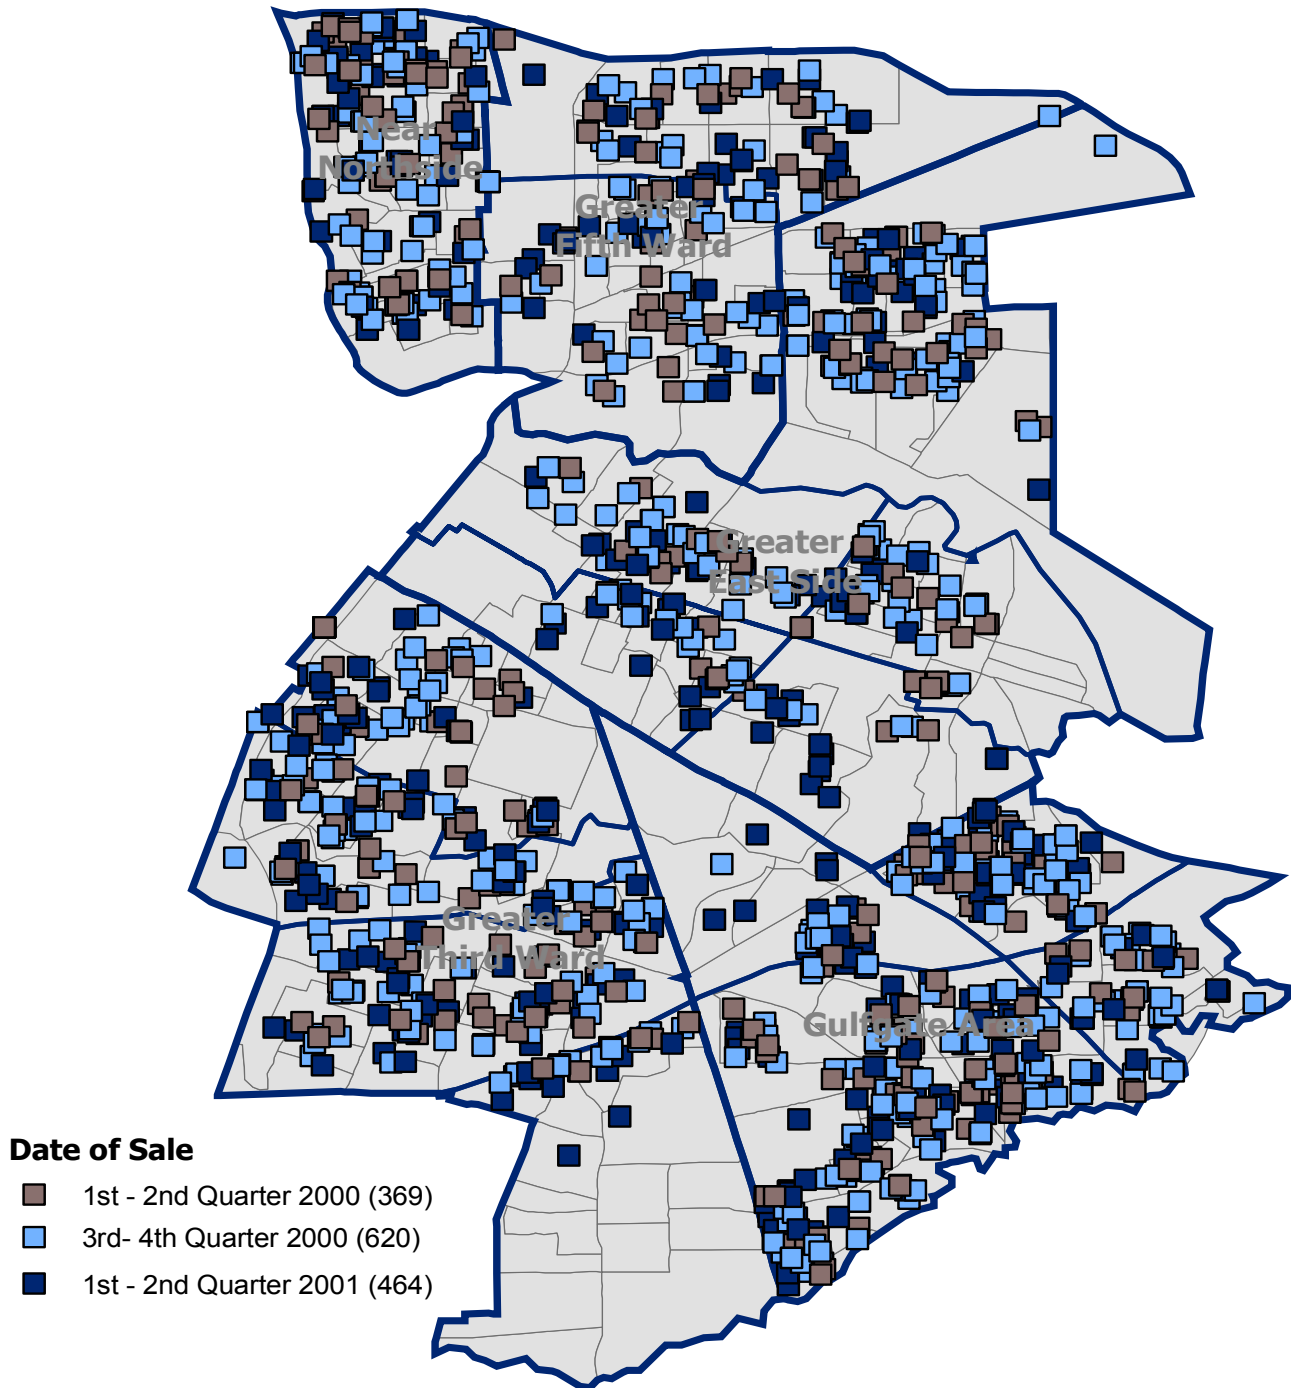 Near
Northside
Greater
Fifth Ward
Greater
East Side
Greater
Third Ward
Gulfgate Area
Date of Sale
1st - 2nd Quarter 2000 (369)
3rd- 4th Quarter 2000 (620)
1st - 2nd Quarter 2001 (464)